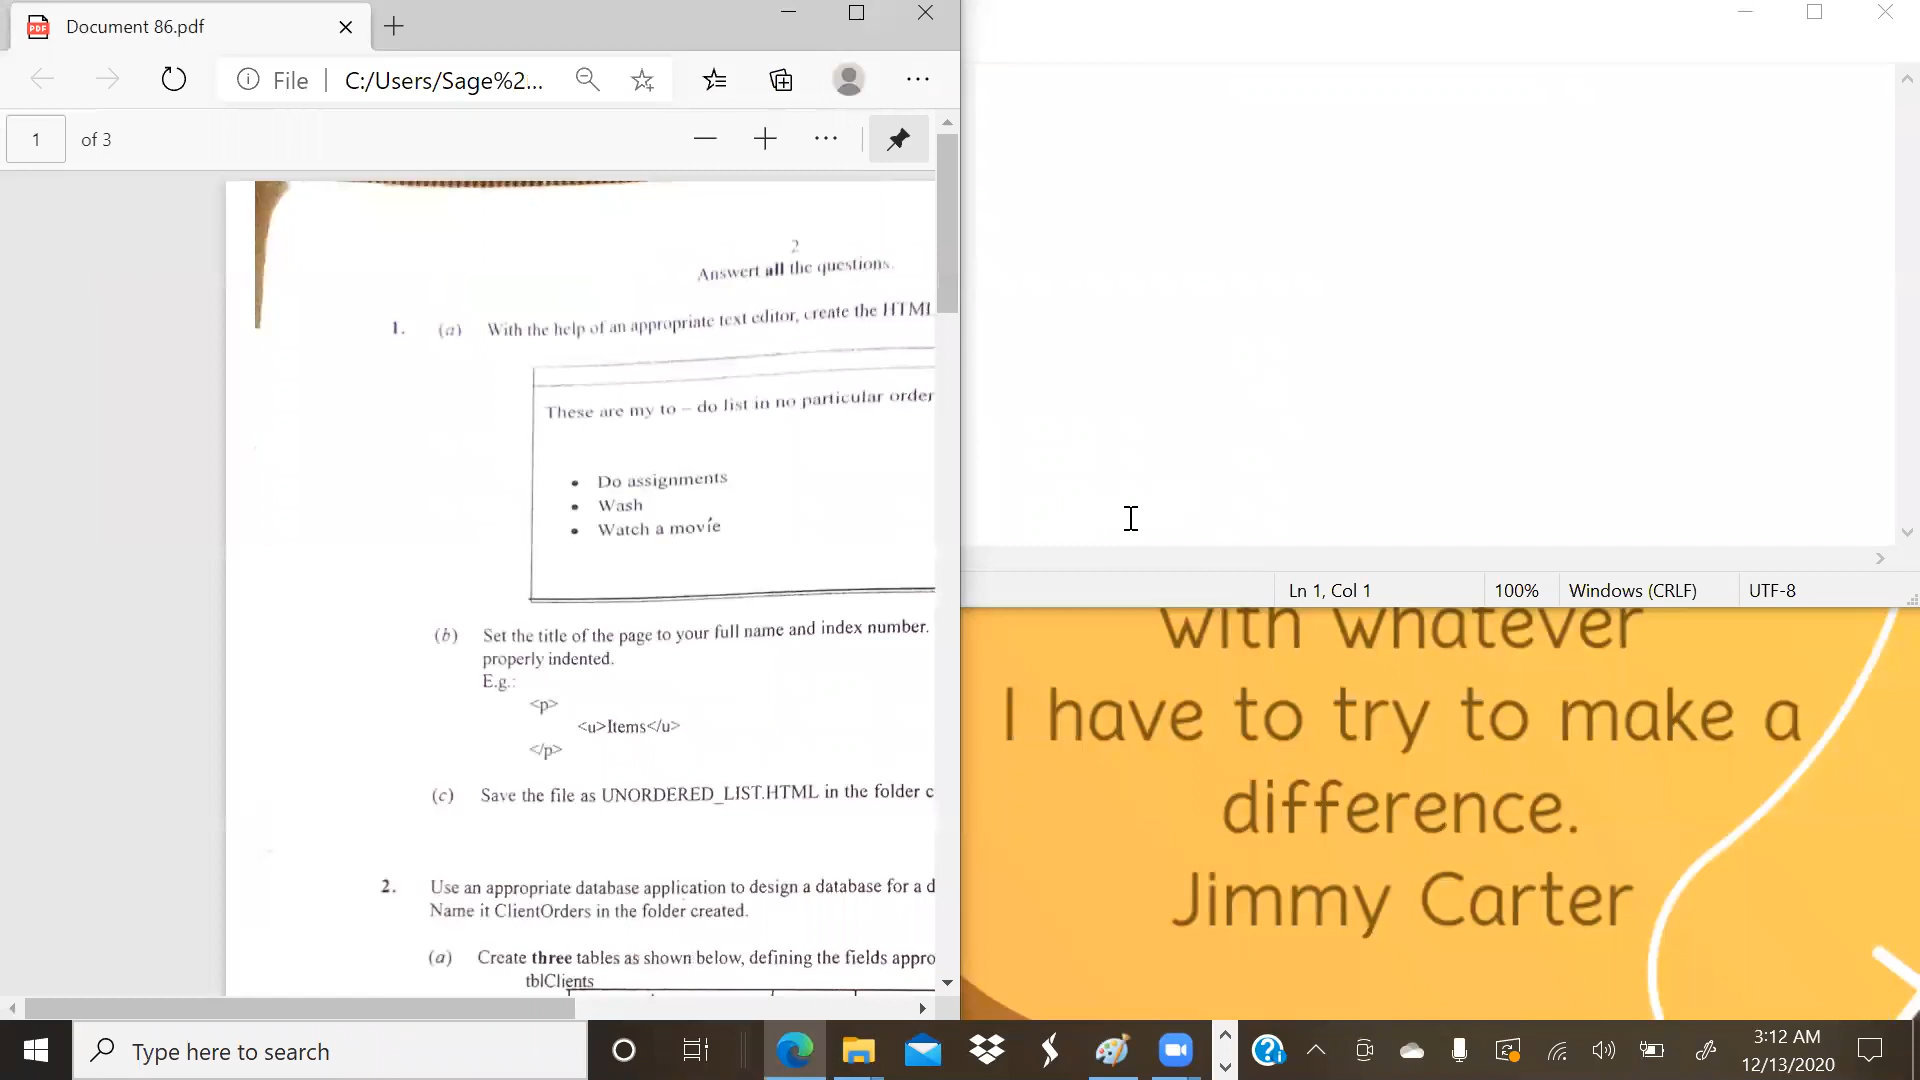 Document 86.pdf
File
C:/Users/Sage%2...
1 of 3
2
Answert all the questions.
1. (a) With the help of an appropriate text editor, create the HTML
These are my to – do list in no particular order
• Do assignments
• Wash
• Watch a movie
(b) Set the title of the page to your full name and index number.
properly indented.
E.g.:
<p>
<u>Items</u>
</p>
(c) Save the file as UNORDERED_LIST.HTML in the folder c
2. Use an appropriate database application to design a database for a d
Name it ClientOrders in the folder created.
(a) Create three tables as shown below, defining the fields appro
tblClients
Ln 1, Col 1 100% Windows (CRLF) UTF-8
with whatever
I have to try to make a
difference.
Jimmy Carter
Type here to search
3:12 AM
12/13/2020